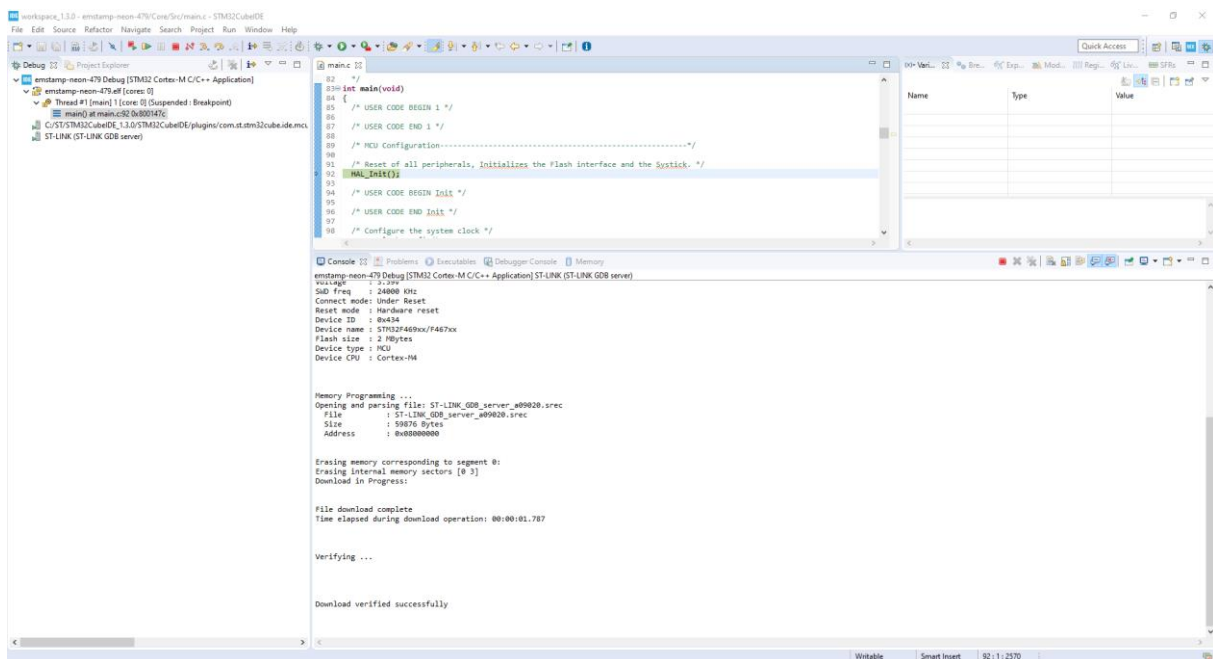 workspace_1.3.0 - emstamp-neon-479/Core/Src/main.c - STM32CubeIDE
File Edit Source Refactor Navigate Search Project Run Window Help
Quick Access
Debug Project Explorer
emstamp-neon-479 Debug [STM32 Cortex-M C/C++ Application]
emstamp-neon-479.elf [cores: 0]
Thread #1 [main] 1 [core: 0] (Suspended : Breakpoint)
main() at main.c:92 0x800147c
C:/ST/STM32CubeIDE_1.3.0/STM32CubeIDE/plugins/com.st.stm32cube.ide.mcu
ST-LINK (ST-LINK GDB server)
main.c
82 */
83 int main(void)
84 {
85 /* USER CODE BEGIN 1 */
86
87 /* USER CODE END 1 */
88
89 /* MCU Configuration--------------------------------------------------------*/
90
91 /* Reset of all peripherals, Initializes the Flash interface and the Systick. */
92 HAL_Init();
93
94 /* USER CODE BEGIN Init */
95
96 /* USER CODE END Init */
97
98 /* Configure the system clock */
Vari... Bre... Exp... Mod... Regi... Liv... SFRs
Name Type Value
Console Problems Executables Debugger Console Memory
emstamp-neon-479 Debug [STM32 Cortex-M C/C++ Application] ST-LINK (ST-LINK GDB server)
Voltage
SWD freq : 24000 KHz
Connect mode: Under Reset
Reset mode : Hardware reset
Device ID : 0x434
Device name : STM32F469xx/F467xx
Flash size : 2 MBytes
Device type : MCU
Device CPU : Cortex-M4
Memory Programming ...
Opening and parsing file: ST-LINK_GDB_server_a09020.srec
File : ST-LINK_GDB_server_a09020.srec
Size : 59876 Bytes
Address : 0x08000000
Erasing memory corresponding to segment 0:
Erasing internal memory sectors [0 3]
Download in Progress:
File download complete
Time elapsed during download operation: 00:00:01.787
Verifying ...
Download verified successfully
Writable Smart Insert 92 : 1 : 2570